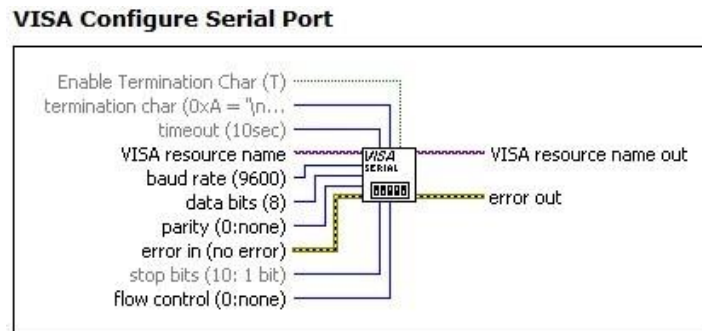 VISA Configure Serial Port
Enable Termination Char (T)
termination char (0xA = "\n...
timeout (10sec)
VISA resource name
VISA resource name out
baud rate (9600)
data bits (8)
parity (0:none)
error in (no error)
error out
stop bits (10: 1 bit)
flow control (0:none)
VISA
SERIAL